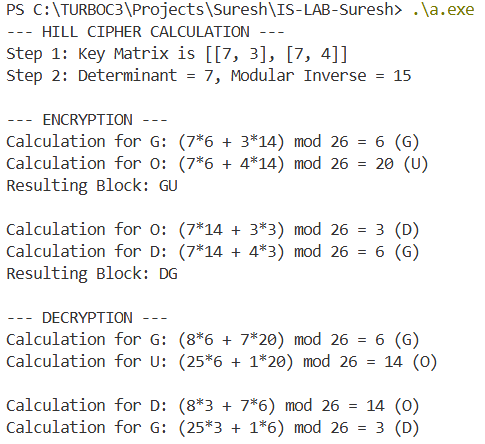 PS C:\TURBOC3\Projects\Suresh\IS-LAB-Suresh> .\a.exe
--- HILL CIPHER CALCULATION ---
Step 1: Key Matrix is [[7, 3], [7, 4]]
Step 2: Determinant = 7, Modular Inverse = 15

--- ENCRYPTION ---
Calculation for G: (7*6 + 3*14) mod 26 = 6 (G)
Calculation for O: (7*6 + 4*14) mod 26 = 20 (U)
Resulting Block: GU

Calculation for O: (7*14 + 3*3) mod 26 = 3 (D)
Calculation for D: (7*14 + 4*3) mod 26 = 6 (G)
Resulting Block: DG

--- DECRYPTION ---
Calculation for G: (8*6 + 7*20) mod 26 = 6 (G)
Calculation for U: (25*6 + 1*20) mod 26 = 14 (O)

Calculation for D: (8*3 + 7*6) mod 26 = 14 (O)
Calculation for G: (25*3 + 1*6) mod 26 = 3 (D)